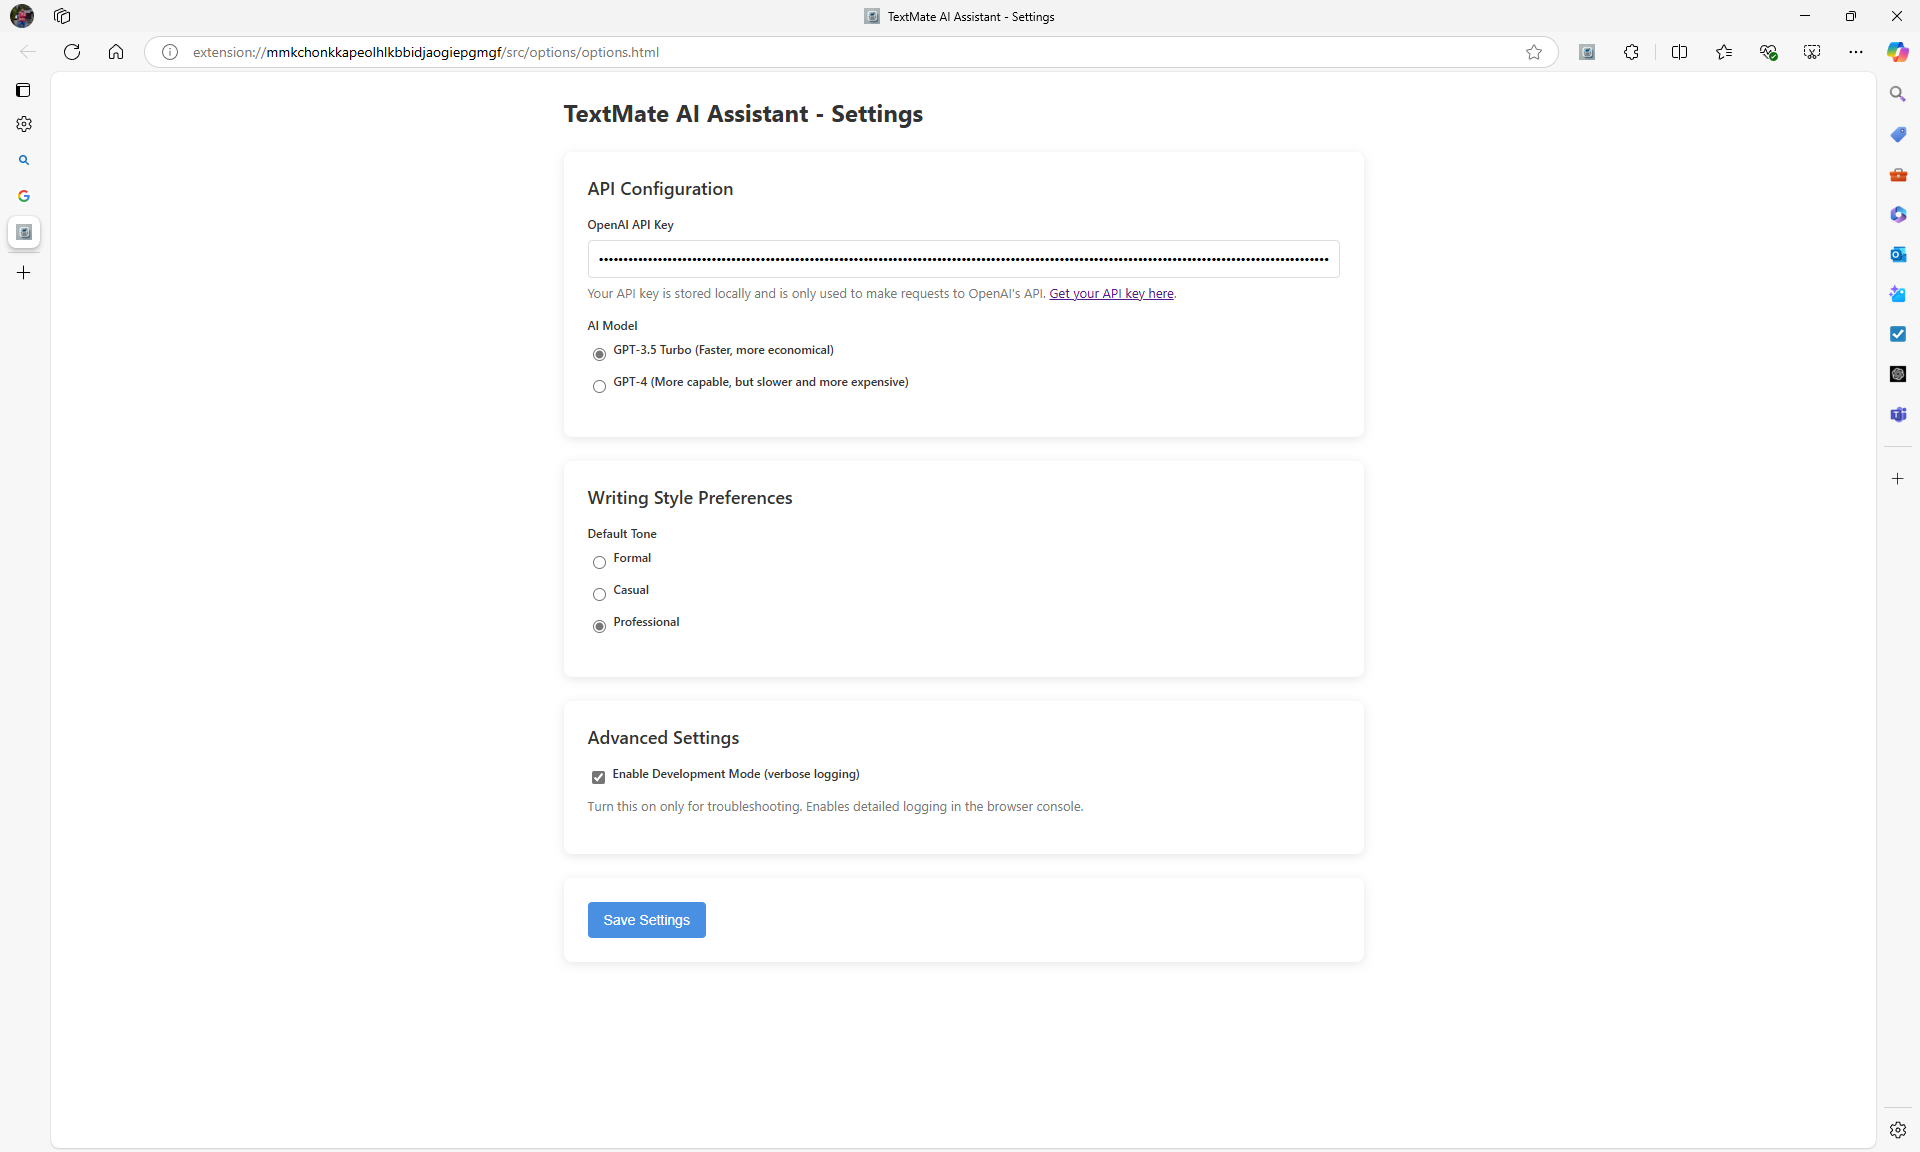 TextMate AI Assistant - Settings
extension://mmkchonkkapeolhlkbbidjaogiepgmgf/src/options/options.html
TextMate AI Assistant - Settings
API Configuration
OpenAI API Key
Your API key is stored locally and is only used to make requests to OpenAI's API. Get your API key here.
AI Model
GPT-3.5 Turbo (Faster, more economical)
GPT-4 (More capable, but slower and more expensive)
Writing Style Preferences
Default Tone
Formal
Casual
Professional
Advanced Settings
Enable Development Mode (verbose logging)
Turn this on only for troubleshooting. Enables detailed logging in the browser console.
Save Settings